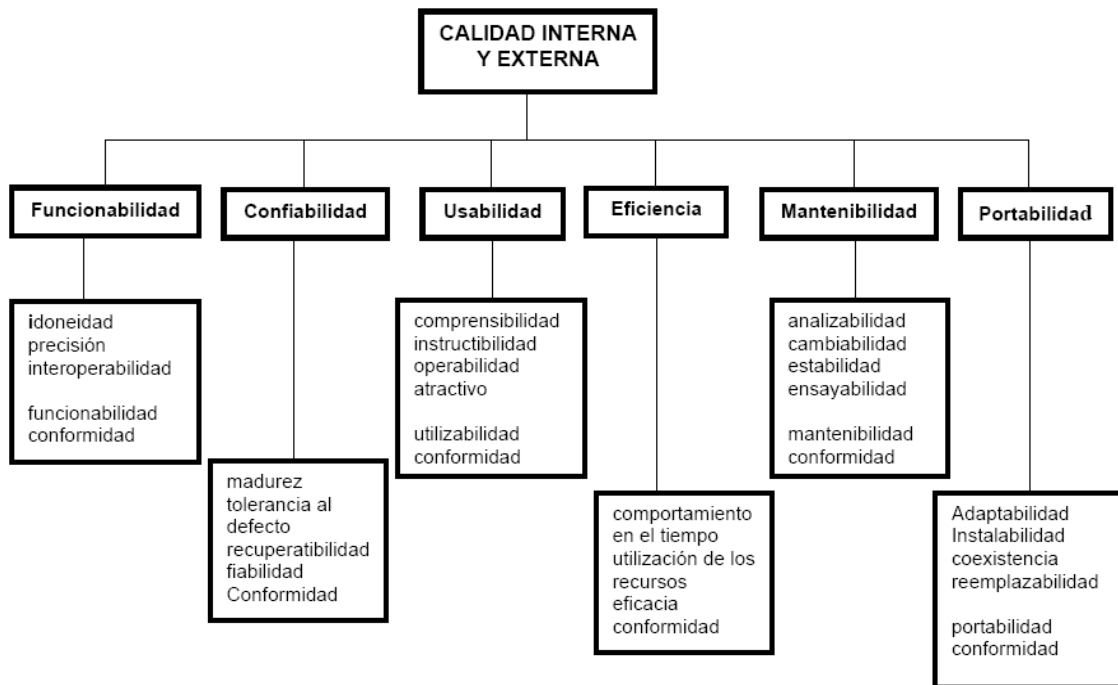 CALIDAD INTERNA
Y EXTERNA
Funcionabilidad
Confiabilidad
Usabilidad
Eficiencia
Mantenibilidad
Portabilidad
idoneidad
precisión
interoperabilidad
funcionabilidad
conformidad
madurez
tolerancia al
defecto
recuperatibilidad
fiabilidad
Conformidad
comprensibilidad
instructibilidad
operabilidad
atractivo
utilizabilidad
conformidad
comportamiento
en el tiempo
utilización de los
recursos
eficacia
conformidad
analizabilidad
cambiabilidad
estabilidad
ensayabilidad
mantenibilidad
conformidad
Adaptabilidad
Instalabilidad
coexistencia
reemplazabilidad
portabilidad
conformidad